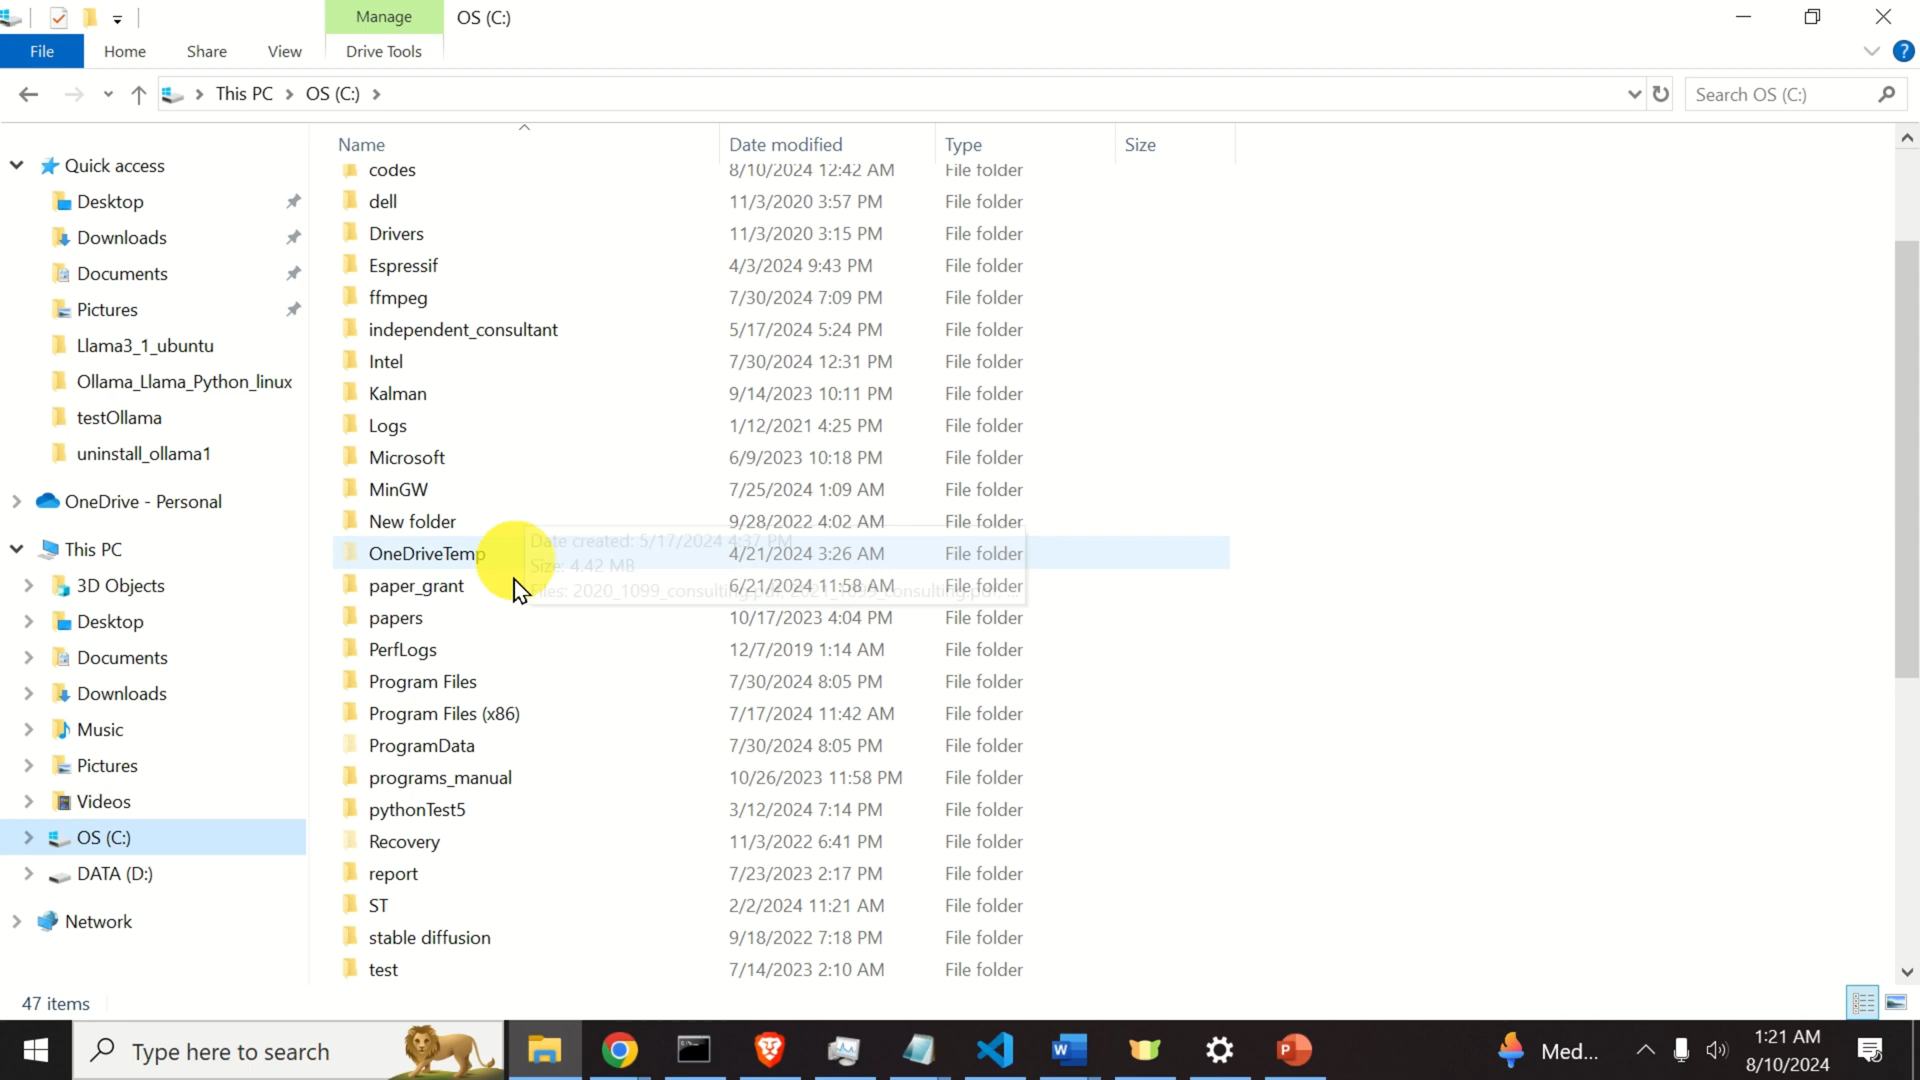 Manage
OS (C:)
File
Home
Share
View
Drive Tools
This PC
OS (C:)
Search OS (C:)
Name
Date modified
Type
Size
Quick access
Desktop
Downloads
Documents
Pictures
Llama3_1_ubuntu
Ollama_Llama_Python_linux
testOllama
uninstall_ollama1
OneDrive - Personal
This PC
3D Objects
Desktop
Documents
Downloads
Music
Pictures
Videos
OS (C:)
DATA (D:)
Network
codes 8/10/2024 12:42 AM File folder
dell 11/3/2020 3:57 PM File folder
Drivers 11/3/2020 3:15 PM File folder
Espressif 4/3/2024 9:43 PM File folder
ffmpeg 7/30/2024 7:09 PM File folder
independent_consultant 5/17/2024 5:24 PM File folder
Intel 7/30/2024 12:31 PM File folder
Kalman 9/14/2023 10:11 PM File folder
Logs 1/12/2021 4:25 PM File folder
Microsoft 6/9/2023 10:18 PM File folder
MinGW 7/25/2024 1:09 AM File folder
New folder 9/28/2022 4:02 AM File folder
Date created: 5/17/2024 4:37 PM
OneDriveTemp 4/21/2024 3:26 AM File folder
Size: 4.42 MB
paper_grant 6/21/2024 11:58 AM File folder
Files: 2020_1099_consulting.pdf,
papers 10/17/2023 4:04 PM File folder
PerfLogs 12/7/2019 1:14 AM File folder
Program Files 7/30/2024 8:05 PM File folder
Program Files (x86) 7/17/2024 11:42 AM File folder
ProgramData 7/30/2024 8:05 PM File folder
programs_manual 10/26/2023 11:58 PM File folder
pythonTest5 3/12/2024 7:14 PM File folder
Recovery 11/3/2022 6:41 PM File folder
report 7/23/2023 2:17 PM File folder
ST 2/2/2024 11:21 AM File folder
stable diffusion 9/18/2022 7:18 PM File folder
test 7/14/2023 2:10 AM File folder
47 items
Type here to search
Med...
1:21 AM
8/10/2024